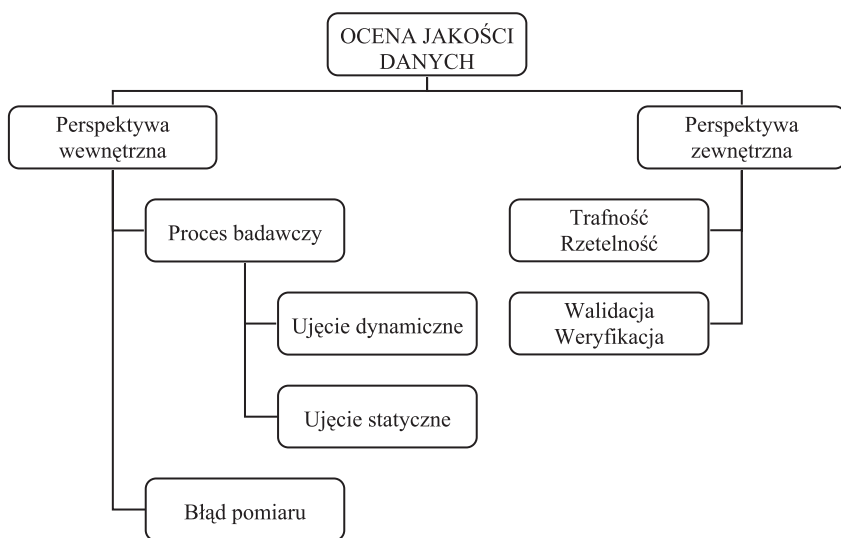 OCENA JAKOŚCI
DANYCH
Perspektywa
wewnętrzna
Perspektywa
zewnętrzna
Proces badawczy
Trafność
Rzetelność
Ujęcie dynamiczne
Walidacja
Weryfikacja
Ujęcie statyczne
Błąd pomiaru